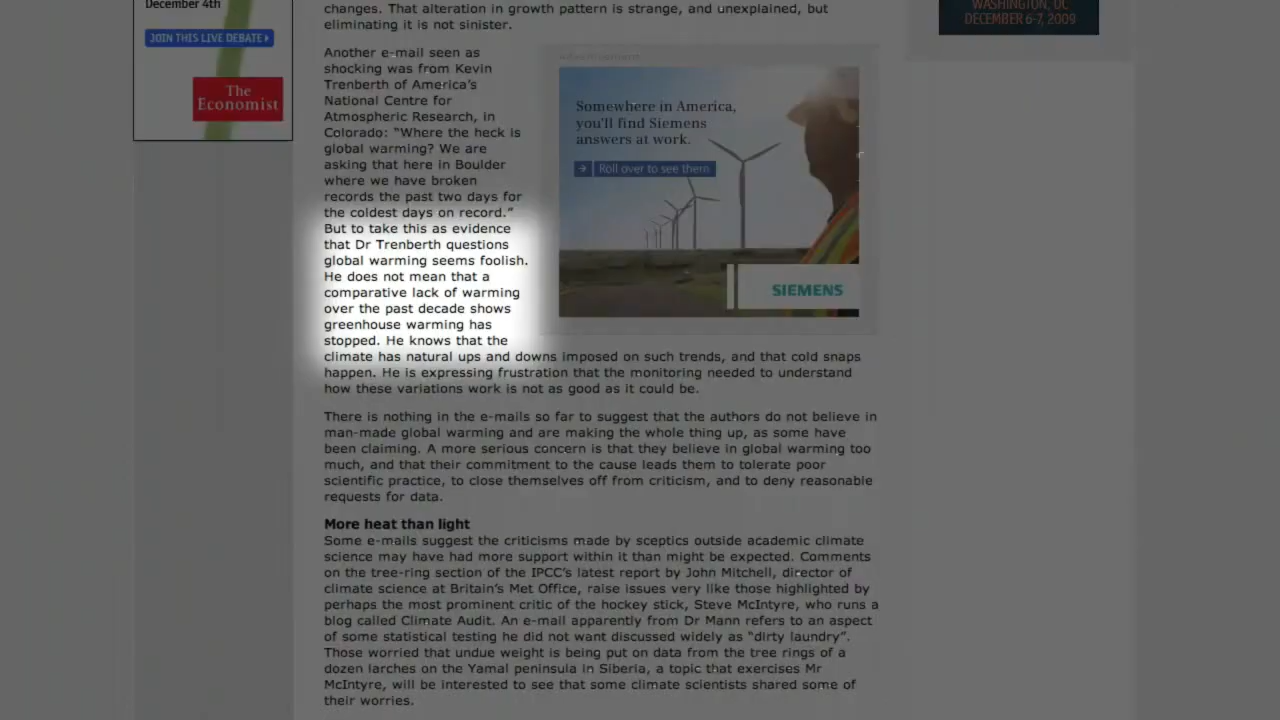 December 4th
JOIN THIS LIVE DEBATE
The
Economist
changes. That alteration in growth pattern is strange, and unexplained, but
eliminating it is not sinister.
Another e-mail seen as
shocking was from Kevin
Trenberth of America's
National Centre for
Atmospheric Research, in
Colorado: "Where the heck is
global warming? We are
asking that here in Boulder
where we have broken
records the past two days for
the coldest days on record."
But to take this as evidence
that Dr Trenberth questions
global warming seems foolish.
He does not mean that a
comparative lack of warming
over the past decade shows
greenhouse warming has
stopped. He knows that the
climate has natural ups and downs imposed on such trends, and that cold snaps
happen. He is expressing frustration that the monitoring needed to understand
how these variations work is not as good as it could be.
Advertisement
Somewhere in America,
you'll find Siemens
answers at work.
Roll over to see them
SIEMENS
There is nothing in the e-mails so far to suggest that the authors do not believe in
man-made global warming and are making the whole thing up, as some have
been claiming. A more serious concern is that they believe in global warming too
much, and that their commitment to the cause leads them to tolerate poor
scientific practice, to close themselves off from criticism, and to deny reasonable
requests for data.
More heat than light
Some e-mails suggest the criticisms made by sceptics outside academic climate
science may have had more support within it than might be expected. Comments
on the tree-ring section of the IPCC's latest report by John Mitchell, director of
climate science at Britain's Met Office, raise issues very like those highlighted by
perhaps the most prominent critic of the hockey stick, Steve McIntyre, who runs a
blog called Climate Audit. An e-mail apparently from Dr Mann refers to an aspect
of some statistical testing he did not want discussed widely as "dirty laundry".
Those worried that undue weight is being put on data from the tree rings of a
dozen larches on the Yamal peninsula in Siberia, a topic that exercises Mr
McIntyre, will be interested to see that some climate scientists shared some of
their worries.
WASHINGTON, DC
DECEMBER 6-7, 2009